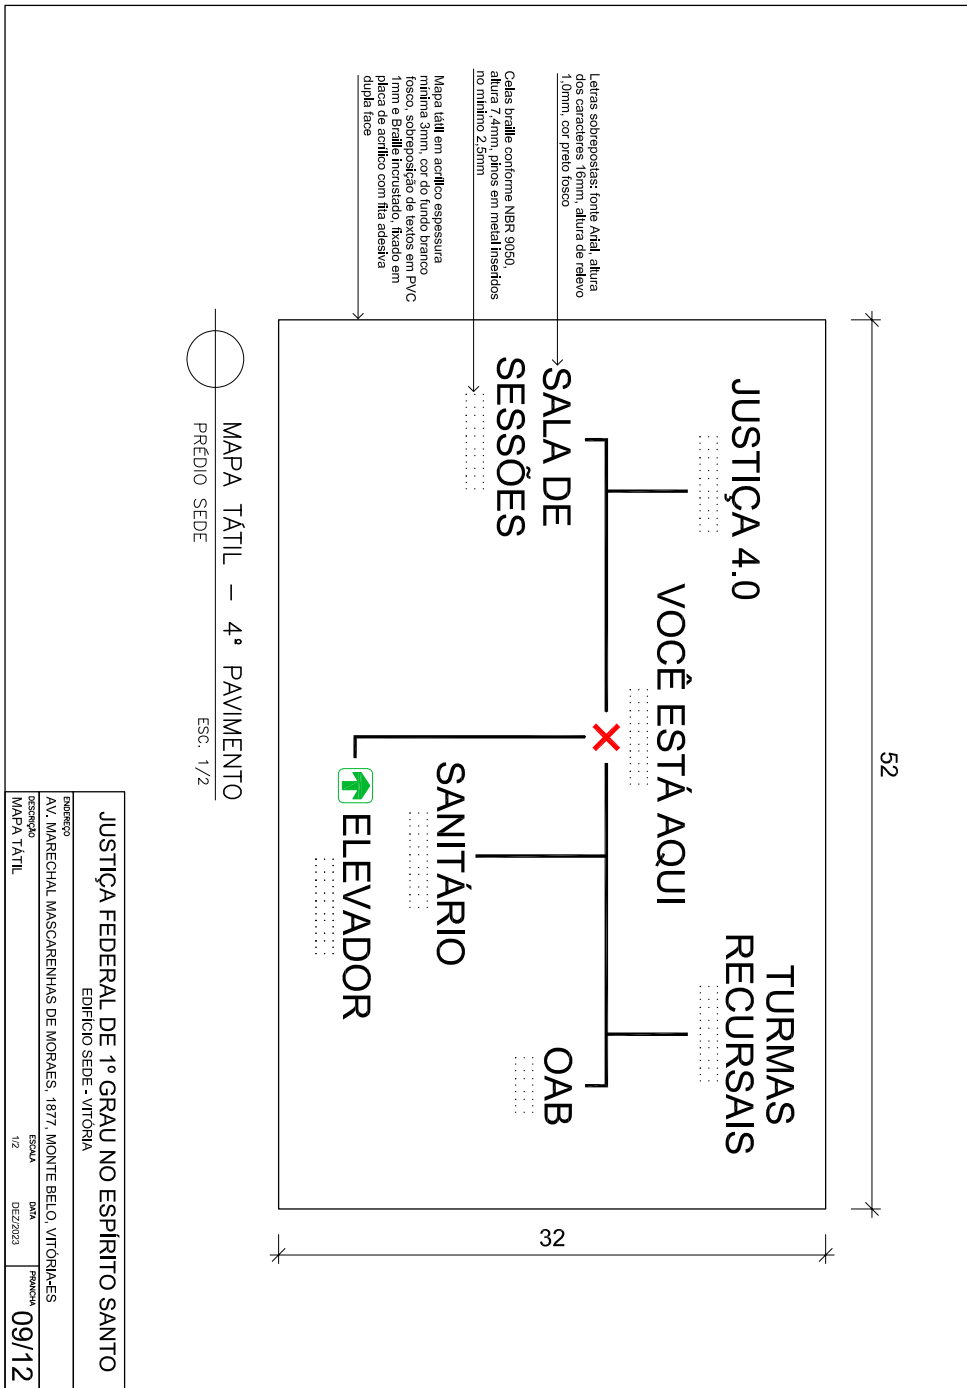 Letras sobrepostas: fonte Arial, altura
dos caracteres 16mm, altura de relevo
1,0mm, cor preto fosco
Celas braille conforme NBR 9050,
altura 7,4mm, pinos em metal inseridos
no mínimo 2,5mm
Mapa tátil em acrílico espessura
mínima 3mm, cor do fundo branco
fosco, sobreposição de textos em PVC
1mm e Braille incrustado, fixado em
placa de acrílico com fita adesiva
dupla face
52
32
JUSTIÇA 4.0
TURMAS
RECURSAIS
VOCÊ ESTÁ AQUI
SALA DE
SESSÕES
OAB
SANITÁRIO
ELEVADOR
MAPA TÁTIL - 4º PAVIMENTO
PRÉDIO SEDE
ESC. 1/2
JUSTIÇA FEDERAL DE 1º GRAU NO ESPÍRITO SANTO
EDIFÍCIO SEDE - VITÓRIA
ENDEREÇO
AV. MARECHAL MASCARENHAS DE MORAES, 1877, MONTE BELO, VITÓRIA-ES
DESCRIÇÃO
MAPA TÁTIL
ESCALA
1/2
DATA
DEZ/2023
PRANCHA
09/12